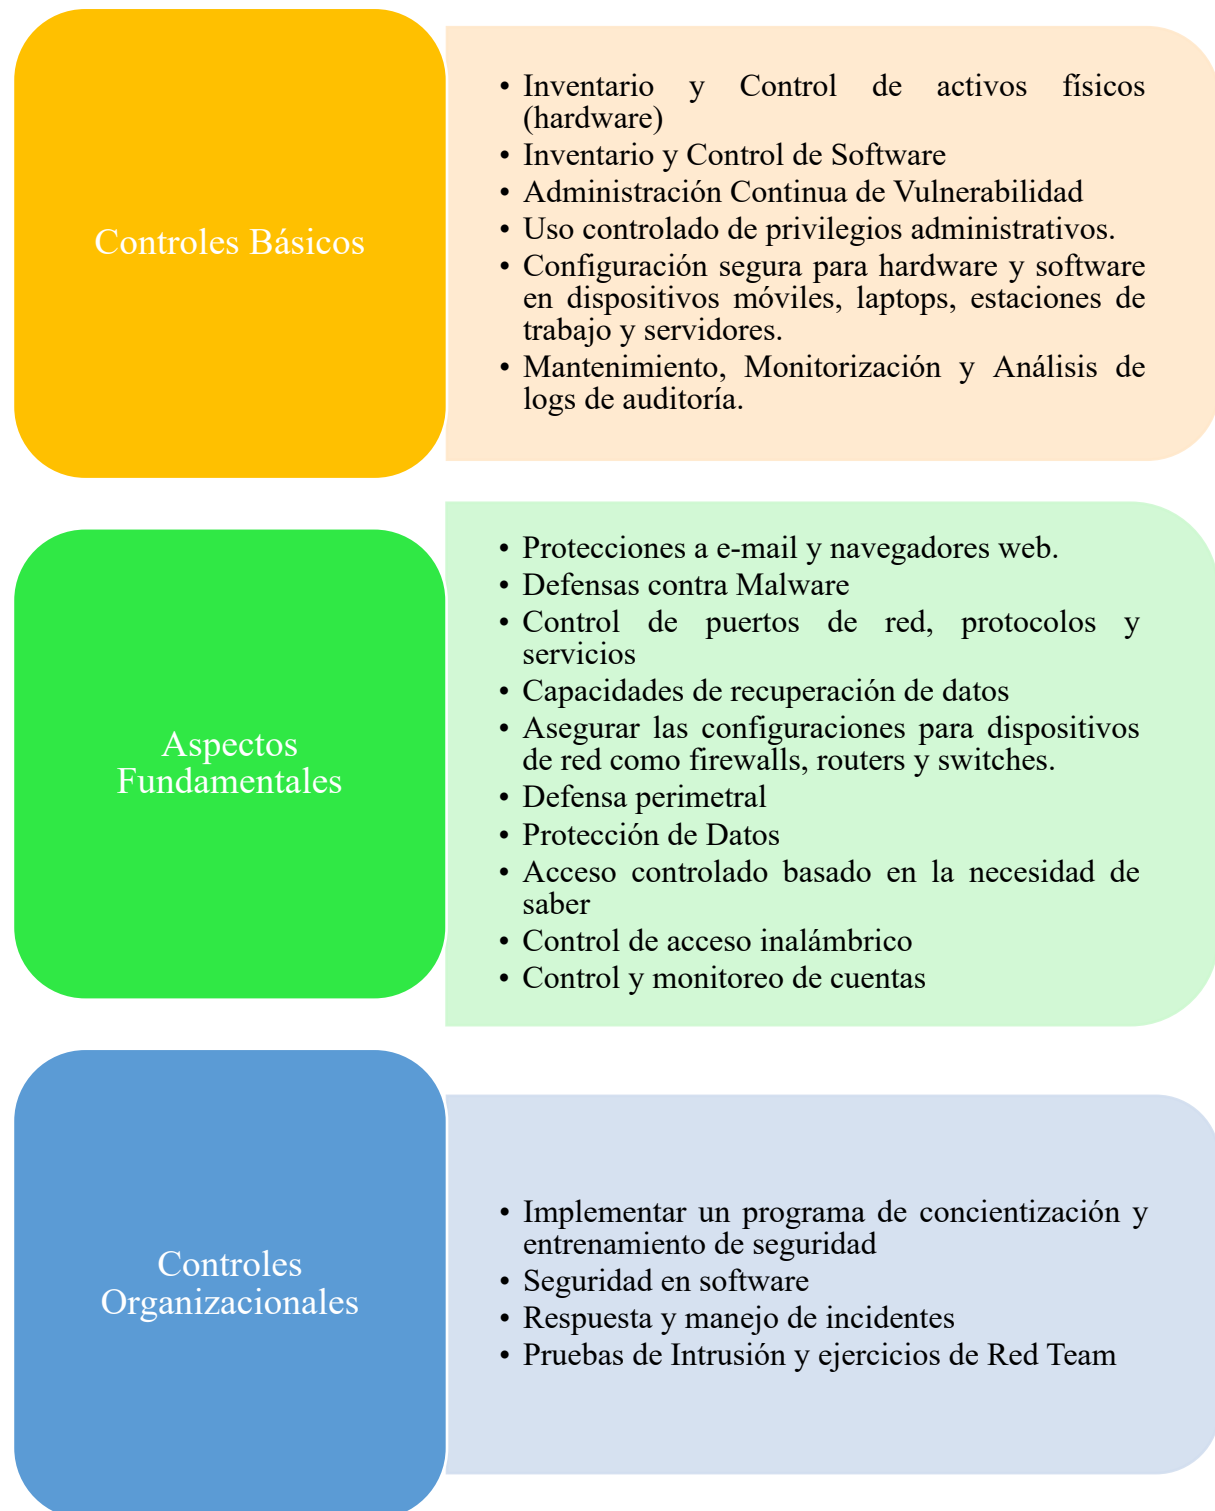 Controles Básicos
• Inventario y Control de activos físicos
(hardware)
• Inventario y Control de Software
• Administración Continua de Vulnerabilidad
• Uso controlado de privilegios administrativos.
• Configuración segura para hardware y software
en dispositivos móviles, laptops, estaciones de
trabajo y servidores.
• Mantenimiento, Monitorización y Análisis de
logs de auditoría.
Aspectos
Fundamentales
• Protecciones a e-mail y navegadores web.
• Defensas contra Malware
• Control de puertos de red, protocolos y
servicios
• Capacidades de recuperación de datos
• Asegurar las configuraciones para dispositivos
de red como firewalls, routers y switches.
• Defensa perimetral
• Protección de Datos
• Acceso controlado basado en la necesidad de
saber
• Control de acceso inalámbrico
• Control y monitoreo de cuentas
Controles
Organizacionales
• Implementar un programa de concientización y
entrenamiento de seguridad
• Seguridad en software
• Respuesta y manejo de incidentes
• Pruebas de Intrusión y ejercicios de Red Team